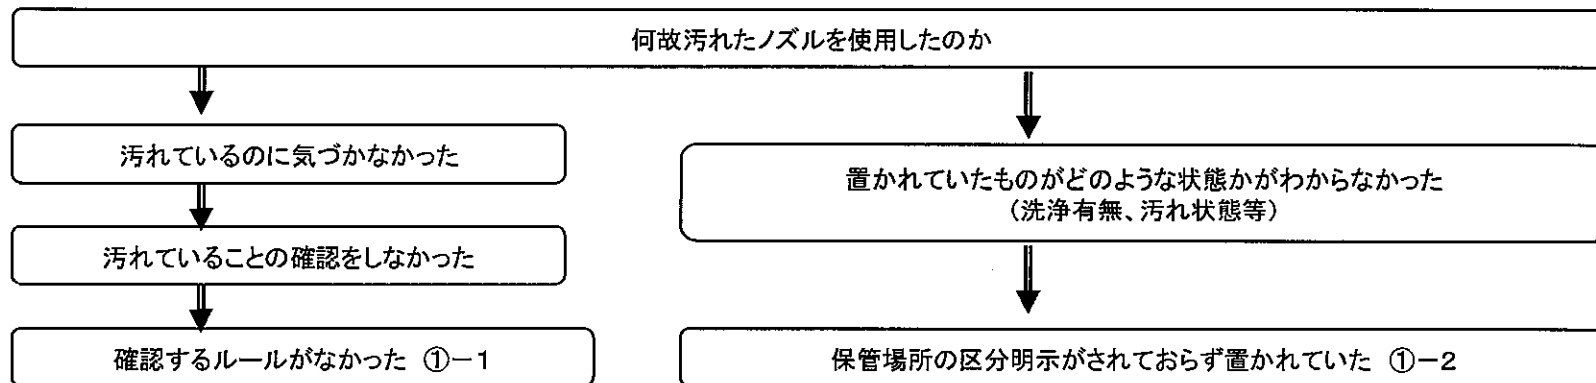 何故汚れたノズルを使用したのか
汚れているのに気づかなかった
汚れていることの確認をしなかった
確認するルールがなかった ①−1
置かれていたものがどのような状態かがわからなかった
（洗浄有無、汚れ状態等）
保管場所の区分明示がされておらず置かれていた ①−2